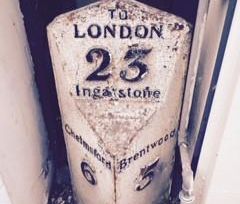 TO
LONDON
23
Ingatstone
Chelmsford Brentwood
6 5